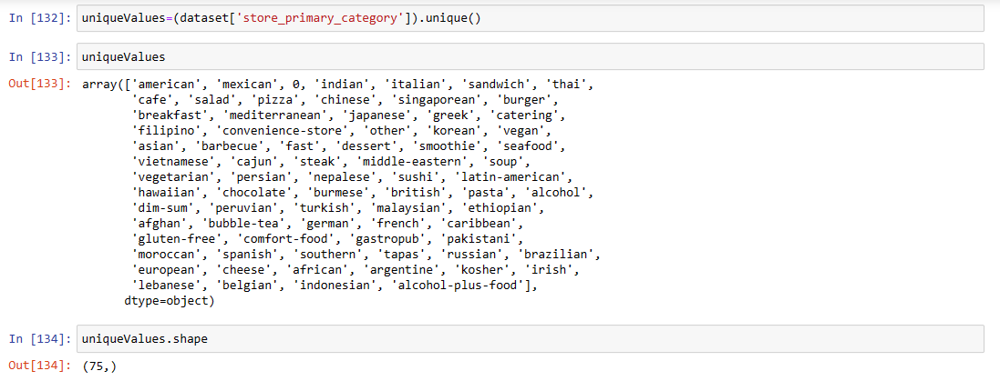 In [132]: uniqueValues=(dataset['store_primary_category']).unique()
In [133]: uniqueValues
Out[133]: array(['american', 'mexican', 0, 'indian', 'italian', 'sandwich', 'thai',
'cafe', 'salad', 'pizza', 'chinese', 'singaporean', 'burger',
'breakfast', 'mediterranean', 'japanese', 'greek', 'catering',
'filipino', 'convenience-store', 'other', 'korean', 'vegan',
'asian', 'barbecue', 'fast', 'dessert', 'smoothie', 'seafood',
'vietnamese', 'cajun', 'steak', 'middle-eastern', 'soup',
'vegetarian', 'persian', 'nepalese', 'sushi', 'latin-american',
'hawaiian', 'chocolate', 'burmese', 'british', 'pasta', 'alcohol',
'dim-sum', 'peruvian', 'turkish', 'malaysian', 'ethiopian',
'afghan', 'bubble-tea', 'german', 'french', 'caribbean',
'gluten-free', 'comfort-food', 'gastropub', 'pakistani',
'moroccan', 'spanish', 'southern', 'tapas', 'russian', 'brazilian',
'european', 'cheese', 'african', 'argentine', 'kosher', 'irish',
'lebanese', 'belgian', 'indonesian', 'alcohol-plus-food'],
dtype=object)
In [134]: uniqueValues.shape
Out[134]: (75,)